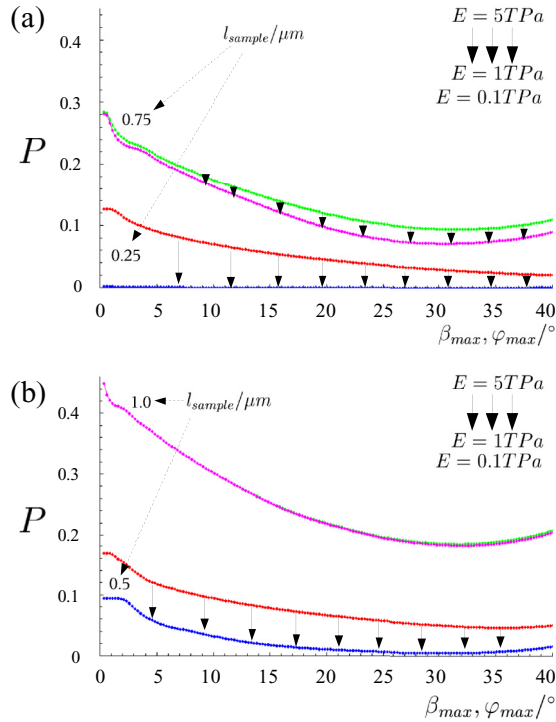 (a)
0.4
l_sample/μm
E = 5TPa
E = 1TPa
E = 0.1TPa
0.3
0.75
P
0.2
0.1
0.25
0
0 5 10 15 20 25 30 35 40
β_max, φ_max/°
(b)
0.4
1.0
l_sample/μm
E = 5TPa
E = 1TPa
E = 0.1TPa
0.3
P
0.2
0.5
0.1
0
0 5 10 15 20 25 30 35 40
β_max, φ_max/°